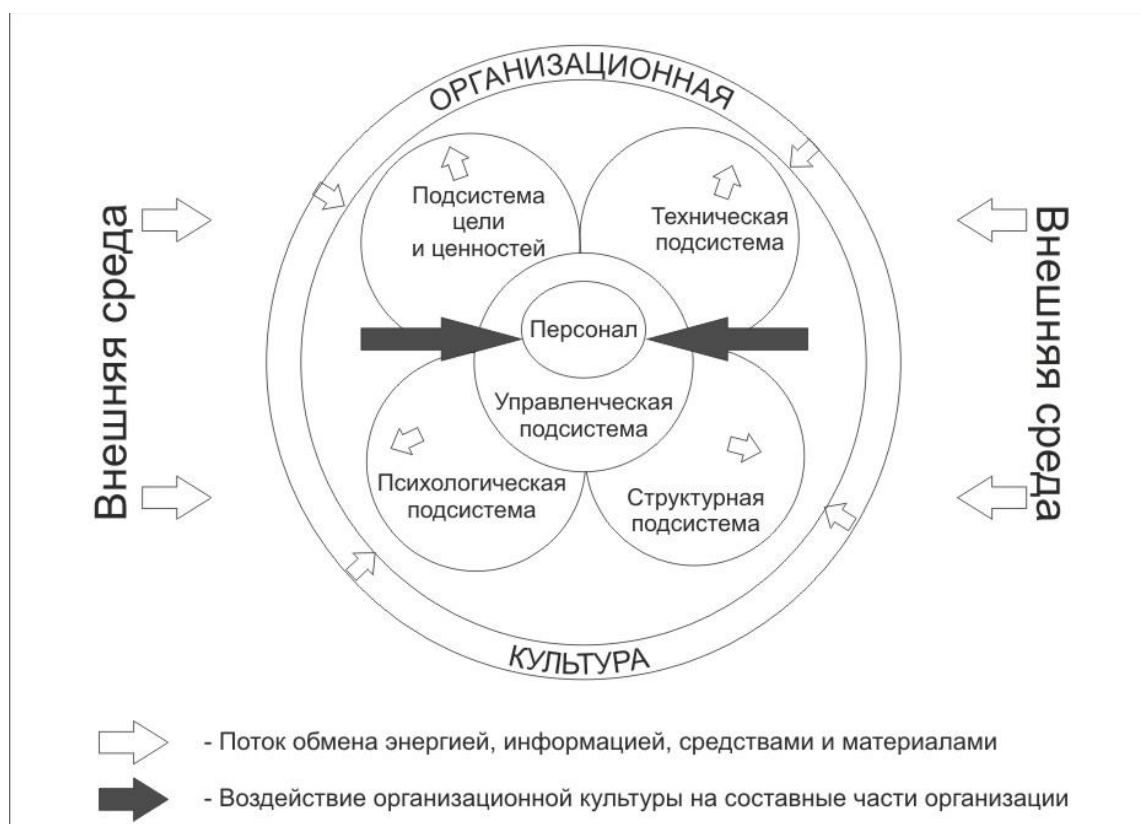 ОРГАНИЗАЦИОННАЯ
Подсистема
цели
и ценностей
Техническая
подсистема
Внешняя среда
Внешняя среда
Персонал
Управленческая
подсистема
Психологическая
подсистема
Структурная
подсистема
КУЛЬТУРА
- Поток обмена энергией, информацией, средствами и материалами
- Воздействие организационной культуры на составные части организации